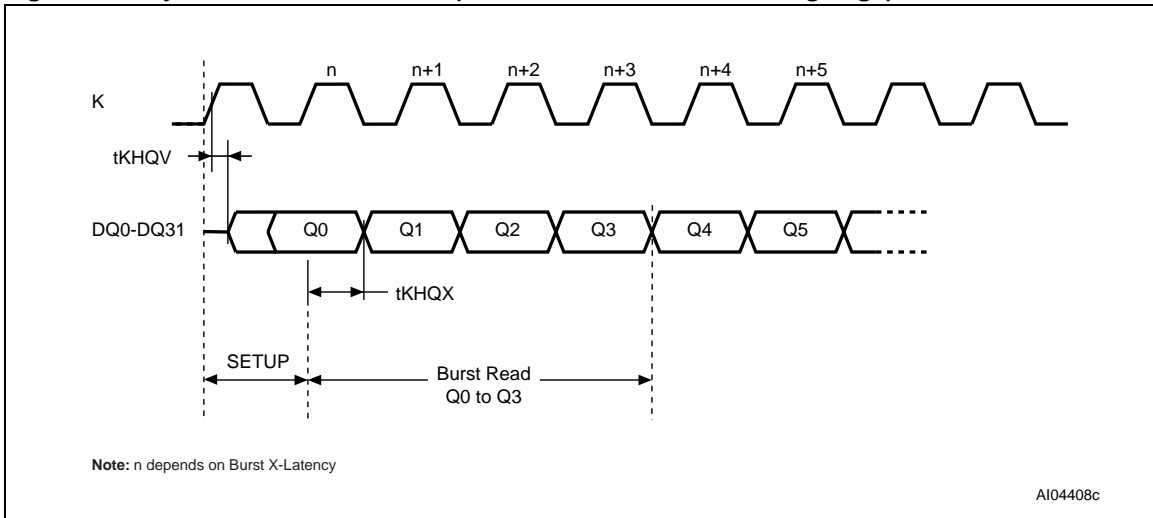 n n+1 n+2 n+3 n+4 n+5
K
tKHQV
DQ0-DQ31 Q0 Q1 Q2 Q3 Q4 Q5
tKHQX
SETUP
Burst Read
Q0 to Q3
Note: n depends on Burst X-Latency
AI04408c